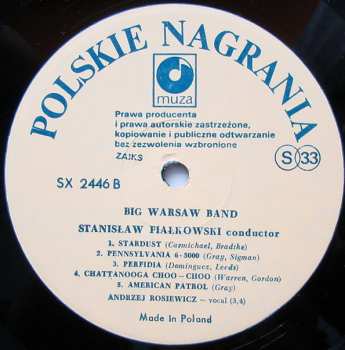 POLSKIE NAGRANIA
muza
Prawa producenta
i prawa autorskie zastrzeżone,
kopiowanie i publiczne odtwarzanie
bez zezwolenia wzbronione
ZAIKS
S 33
SX 2446 B
BIG WARSAW BAND
STANISŁAW FIAŁKOWSKI conductor
1. STARDUST (Carmichael, Bradtke)
2. PENNSYLVANIA 6-5000 (Gray, Sigman)
3. PERFIDIA (Dominguez, Leeds)
4. CHATTANOOGA CHOO-CHOO (Warren, Gordon)
5. AMERICAN PATROL (Gray)
ANDRZEJ ROSIEWICZ — vocal (3,4)
Made in Poland